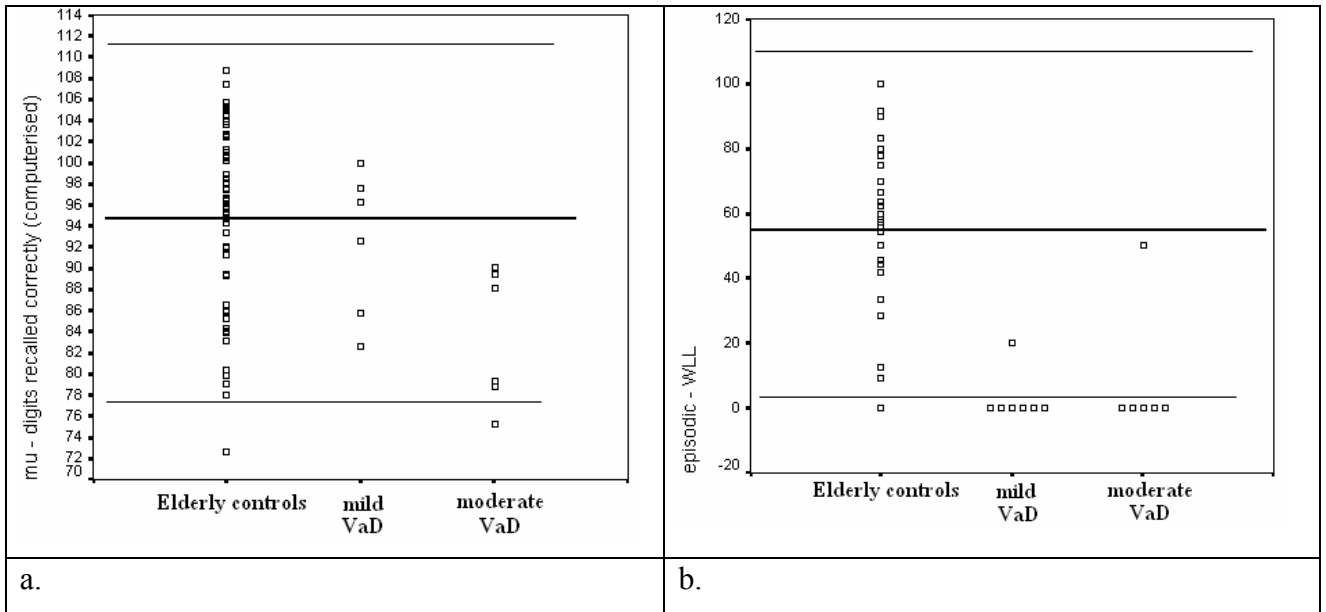 mu - digits recalled correctly (computerised)
114
112
110
108
106
104
102
100
98
96
94
92
90
88
86
84
82
80
78
76
74
72
70
Elderly controls
mild
VaD
moderate
VaD
episodic - WLL
120
100
80
60
40
20
0
-20
Elderly controls
mild
VaD
moderate
VaD
a.
b.